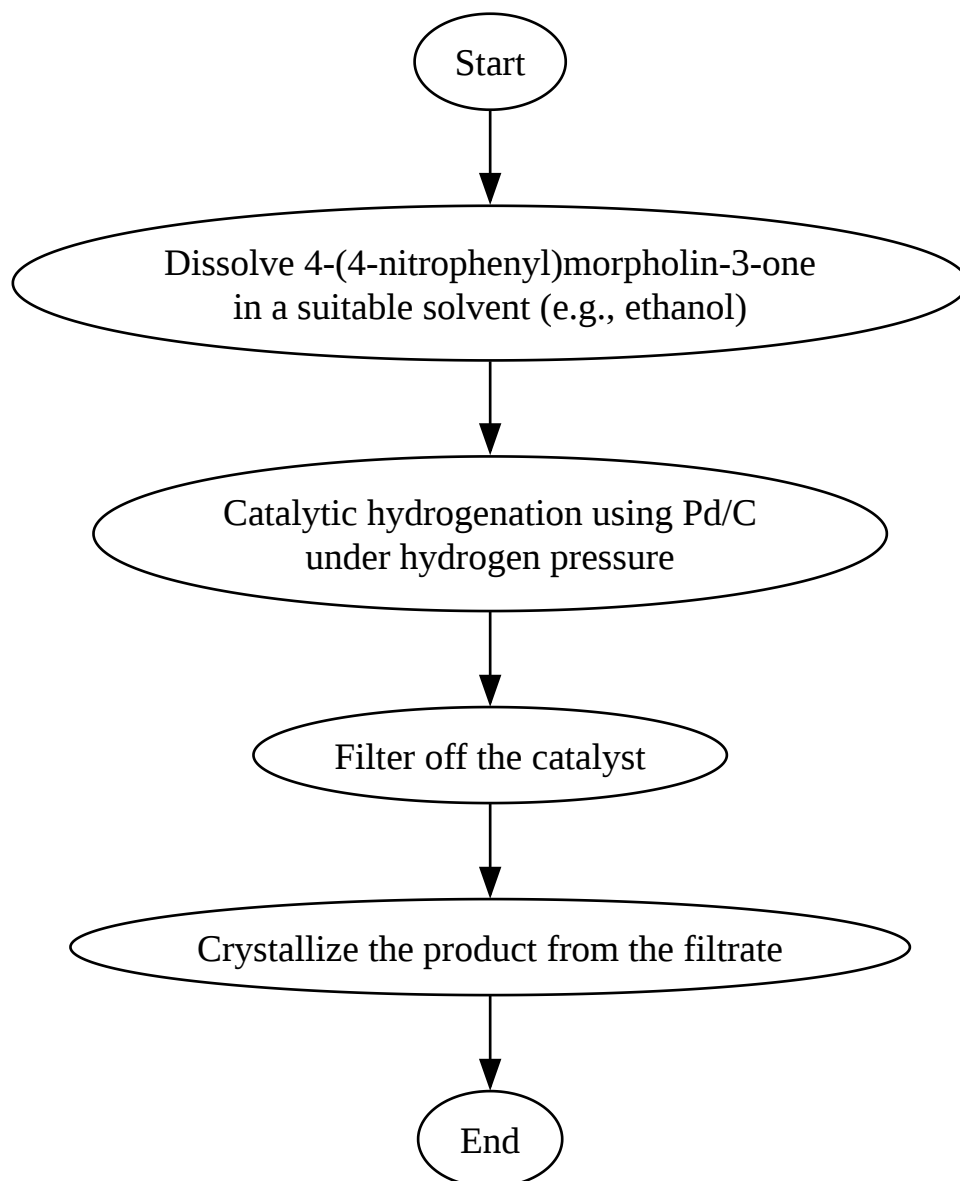 Start
Dissolve 4-(4-nitrophenyl)morpholin-3-one
in a suitable solvent (e.g., ethanol)
Catalytic hydrogenation using Pd/C
under hydrogen pressure
Filter off the catalyst
Crystallize the product from the filtrate
End